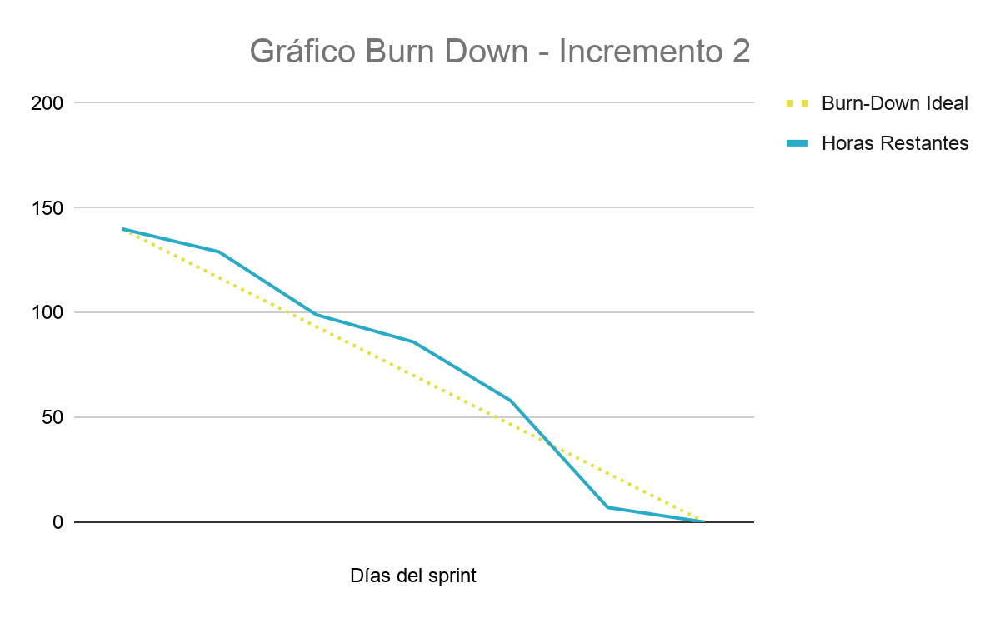 Gráfico Burn Down - Incremento 2
200
150
100
50
0
Burn-Down Ideal
Horas Restantes
Días del sprint